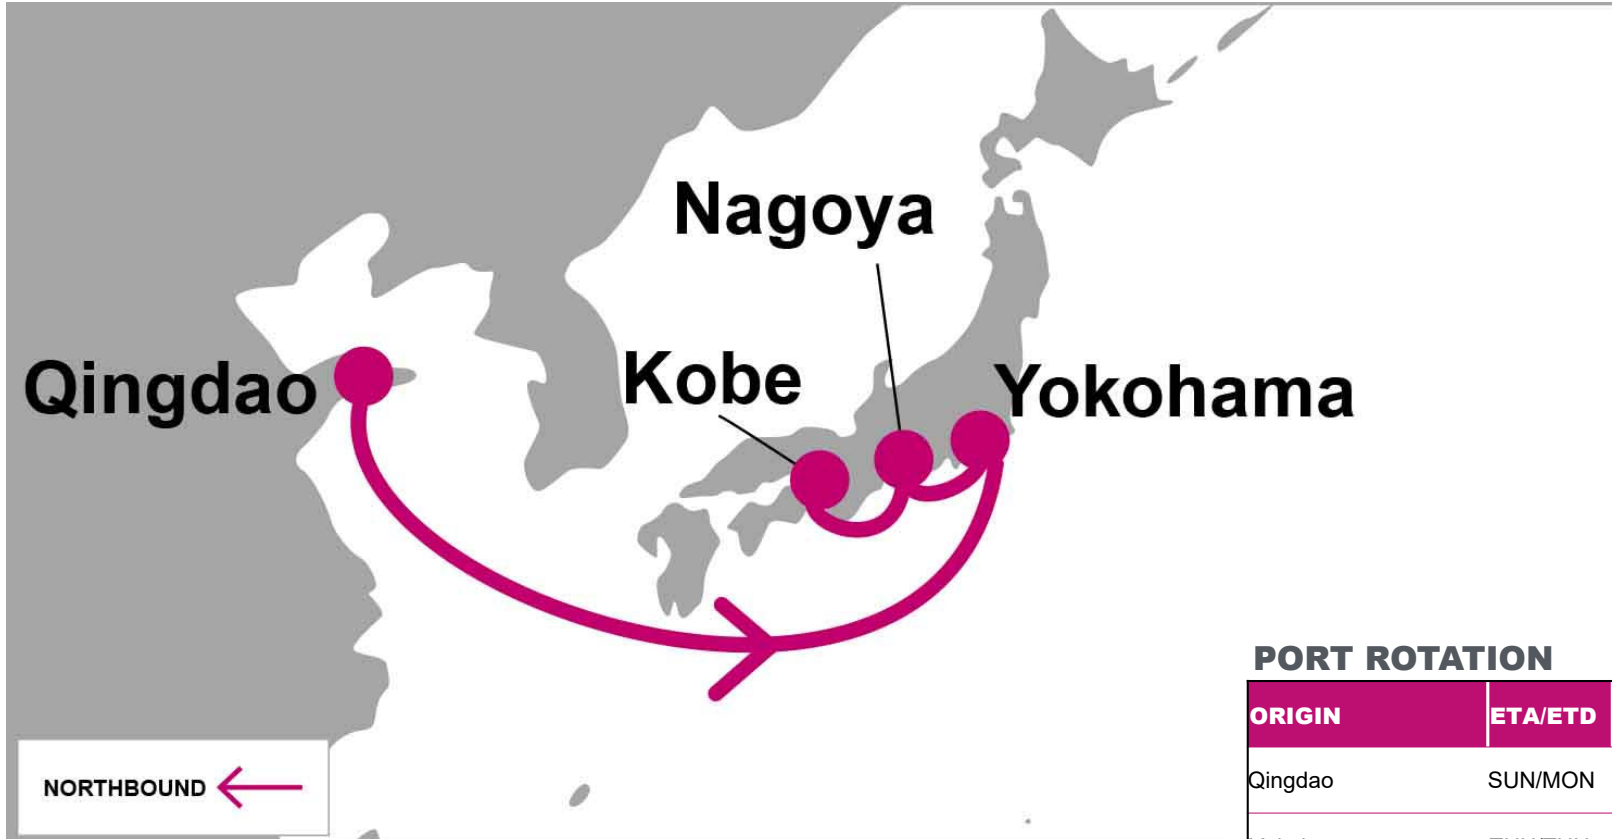 Nagoya
Kobe
Qingdao
Yokohama
PORT ROTATION
ORIGIN ETA/ETD
Qingdao SUN/MON
NORTHBOUND